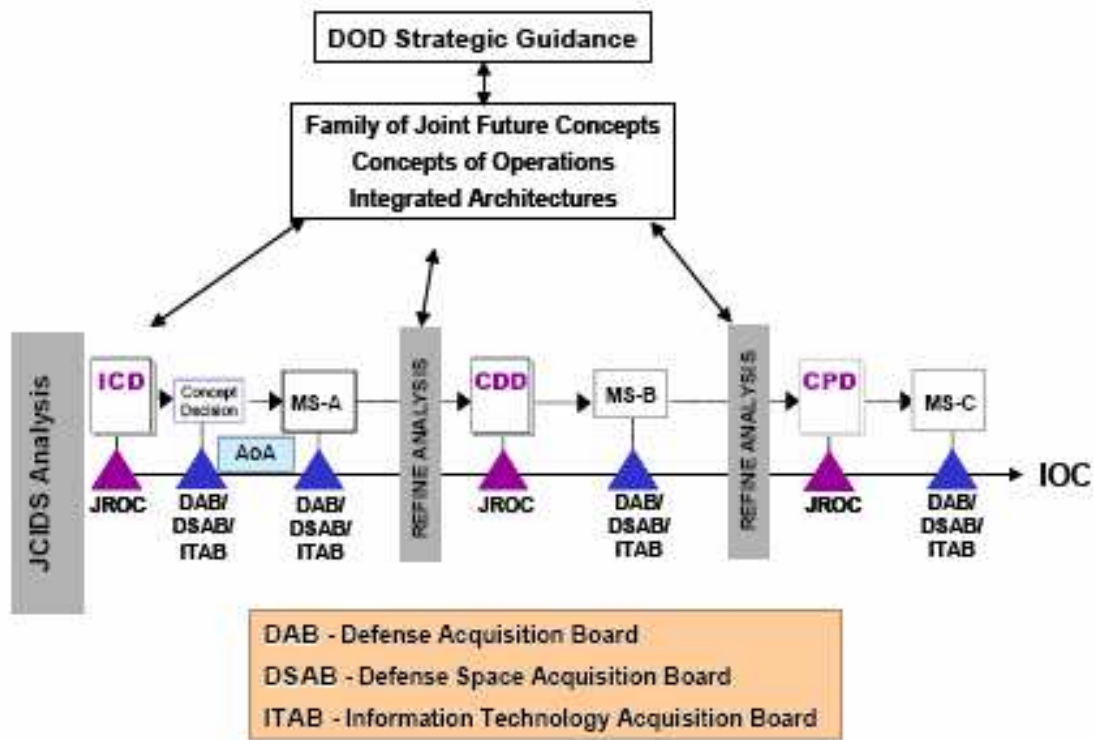 DOD Strategic Guidance
Family of Joint Future Concepts
Concepts of Operations
Integrated Architectures
JCIDS Analysis
ICD
Concept
Decision
MS-A
REFINE ANALYSIS
CDD
MS-B
REFINE ANALYSIS
CPD
MS-C
AoA
IOC
JROC
DAB/
DSAB/
ITAB
DAB/
DSAB/
ITAB
JROC
DAB/
DSAB/
ITAB
JROC
DAB/
DSAB/
ITAB
DAB - Defense Acquisition Board
DSAB - Defense Space Acquisition Board
ITAB - Information Technology Acquisition Board